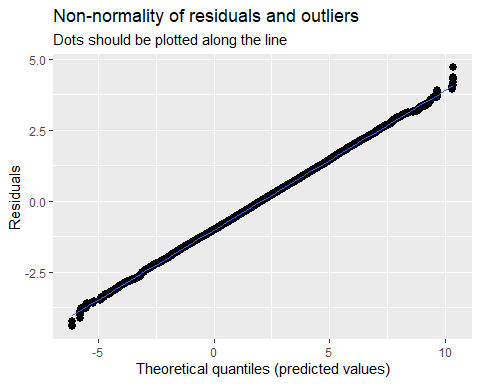 Non-normality of residuals and outliers
Dots should be plotted along the line
5.0
2.5
0.0
-2.5
Residuals
-5
0
5
10
Theoretical quantiles (predicted values)